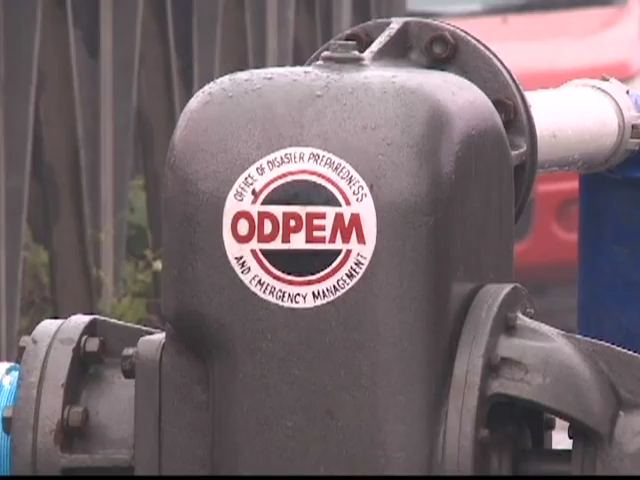 OFFICE OF DISASTER PREPAREDNESS
ODPEM
AND EMERGENCY MANAGEMENT